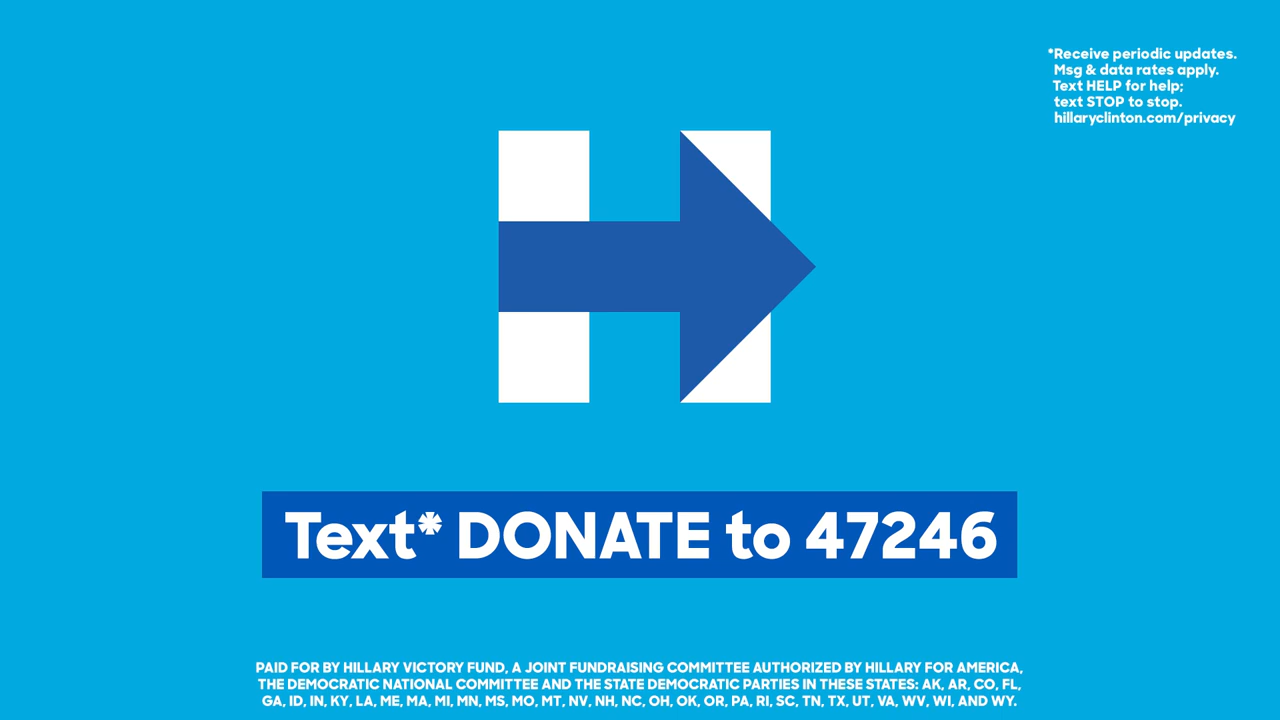 *Receive periodic updates.
Msg & data rates apply.
Text HELP for help;
text STOP to stop.
hillaryclinton.com/privacy
H
Text* DONATE to 47246
PAID FOR BY HILLARY VICTORY FUND, A JOINT FUNDRAISING COMMITTEE AUTHORIZED BY HILLARY FOR AMERICA,
THE DEMOCRATIC NATIONAL COMMITTEE AND THE STATE DEMOCRATIC PARTIES IN THESE STATES: AK, AR, CO, FL,
GA, ID, IN, KY, LA, ME, MA, MI, MN, MS, MO, MT, NV, NH, NC, OH, OK, OR, PA, RI, SC, TN, TX, UT, VA, WV, WI, AND WY.